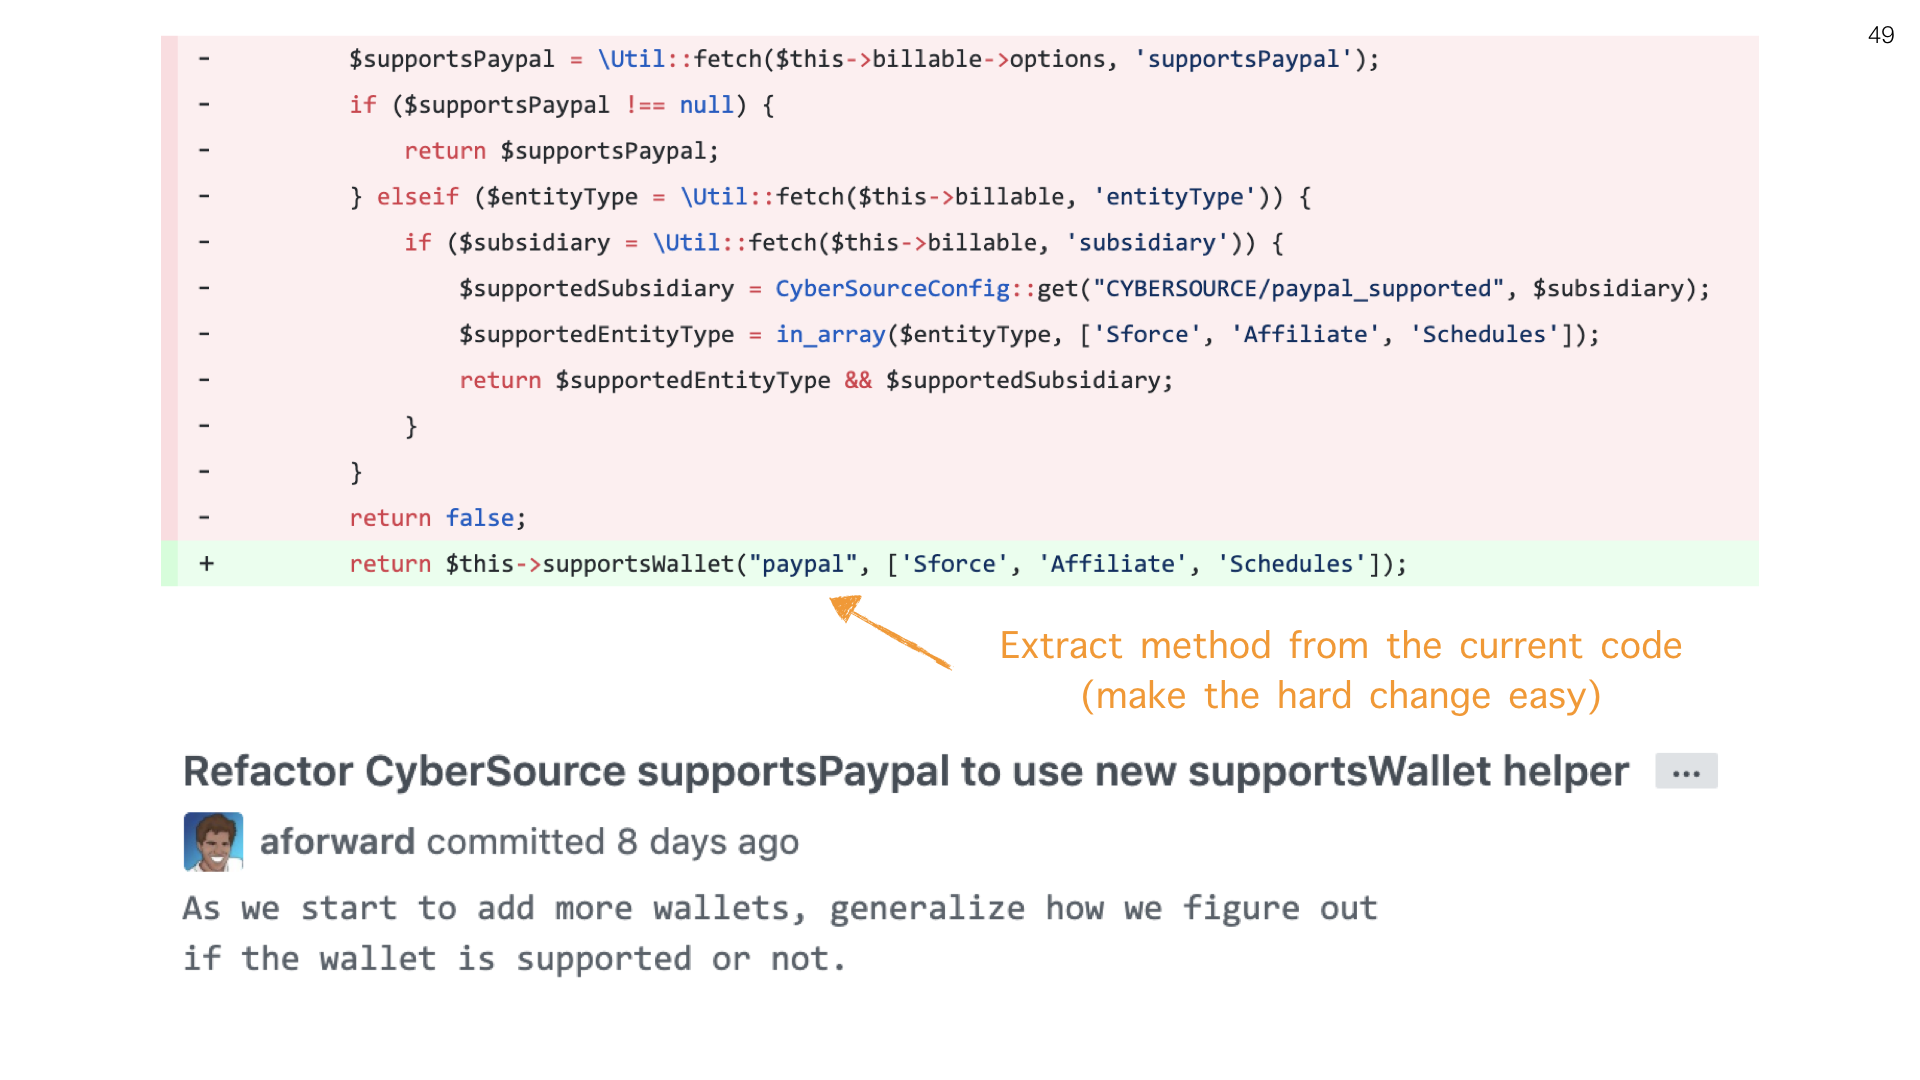 49
-          $supportsPaypal = \Util::fetch($this->billable->options, 'supportsPaypal');
-          if ($supportsPaypal !== null) {
-              return $supportsPaypal;
-          } elseif ($entityType = \Util::fetch($this->billable, 'entityType')) {
-              if ($subsidiary = \Util::fetch($this->billable, 'subsidiary')) {
-                  $supportedSubsidiary = CyberSourceConfig::get("CYBERSOURCE/paypal_supported", $subsidiary);
-                  $supportedEntityType = in_array($entityType, ['Sforce', 'Affiliate', 'Schedules']);
-                  return $supportedEntityType && $supportedSubsidiary;
-              }
-          }
-          return false;
+          return $this->supportsWallet("paypal", ['Sforce', 'Affiliate', 'Schedules']);
Extract method from the current code
(make the hard change easy)
Refactor CyberSource supportsPaypal to use new supportsWallet helper ...
aforward committed 8 days ago
As we start to add more wallets, generalize how we figure out
if the wallet is supported or not.